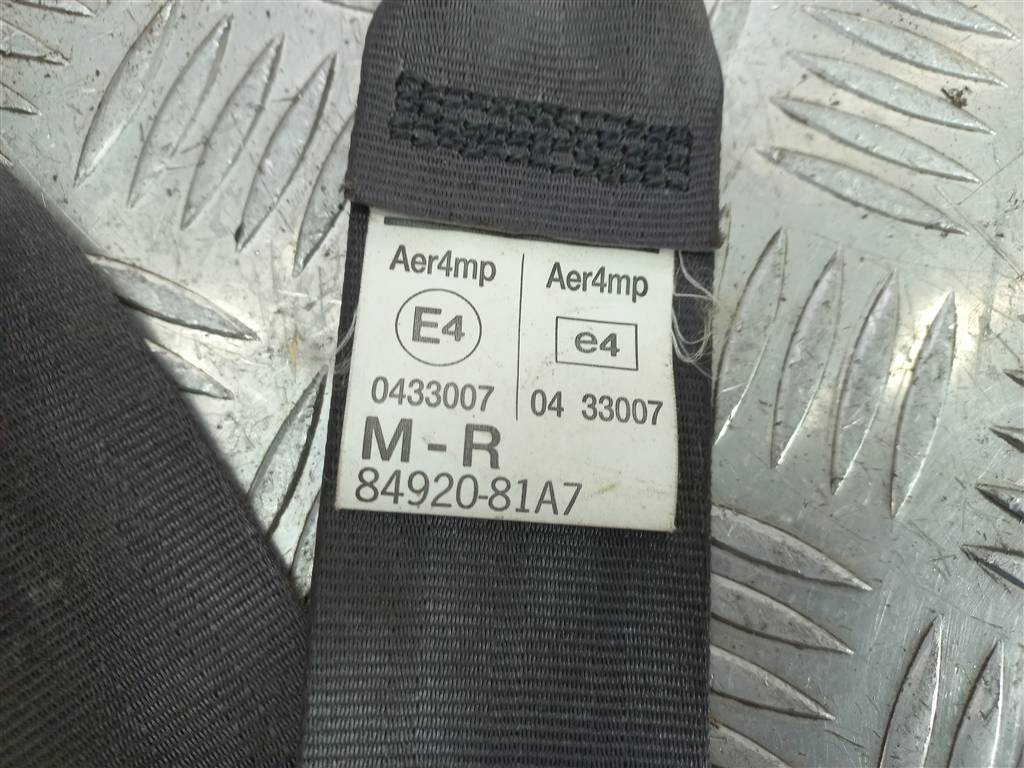 Aer4mp Aer4mp
E4 e4
0433007 04 33007
M - R
84920-81A7